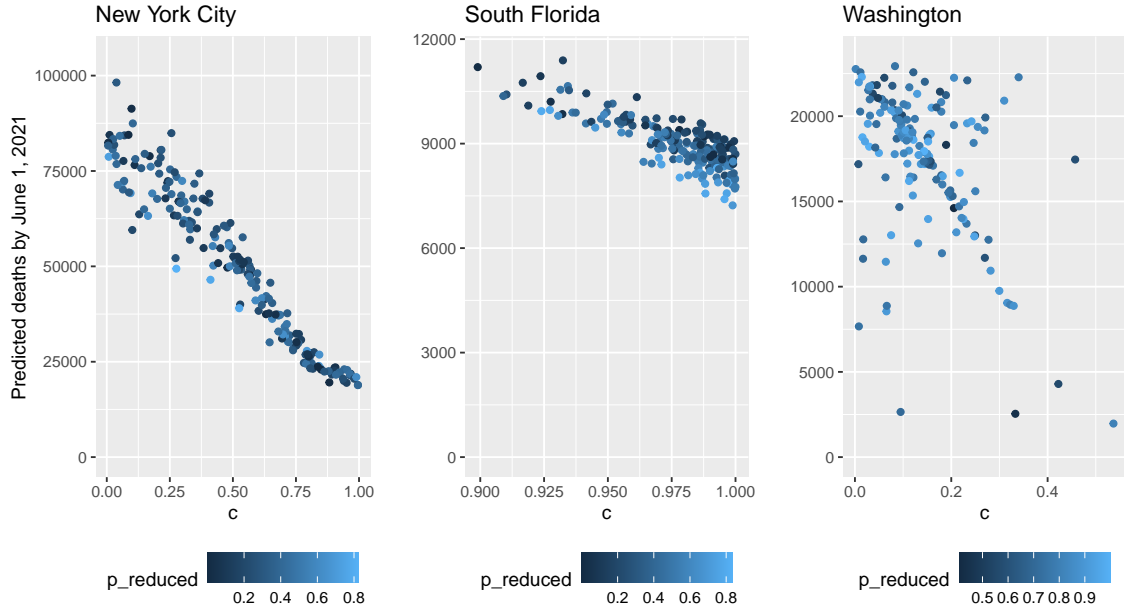 New York City
South Florida
Washington
Predicted deaths by June 1, 2021
100000
75000
50000
25000
0
0.00 0.25 0.50 0.75 1.00
c
12000
9000
6000
3000
0
0.900 0.925 0.950 0.975 1.000
c
20000
15000
10000
5000
0
0.0 0.2 0.4
c
p_reduced
0.2 0.4 0.6 0.8
p_reduced
0.2 0.4 0.6 0.8
p_reduced
0.5 0.6 0.7 0.8 0.9